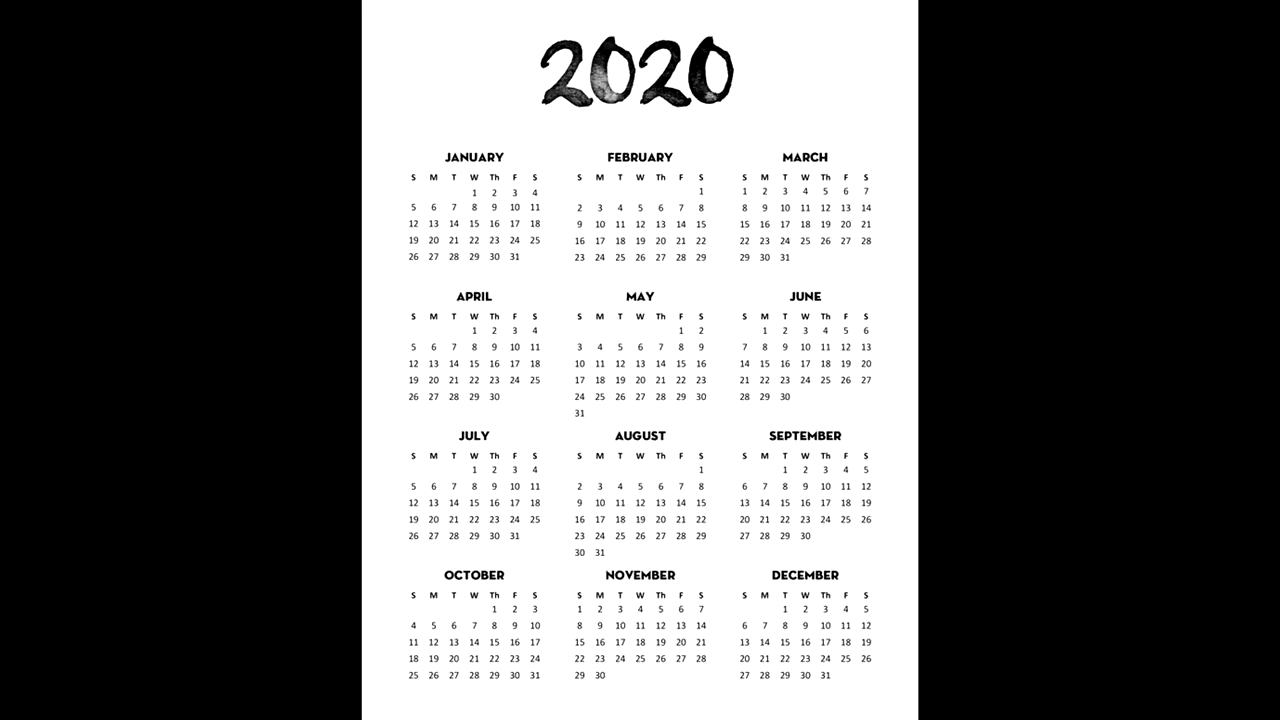 2020
JANUARY
S M T W Th F S
1 2 3 4
5 6 7 8 9 10 11
12 13 14 15 16 17 18
19 20 21 22 23 24 25
26 27 28 29 30 31
FEBRUARY
S M T W Th F S
1
2 3 4 5 6 7 8
9 10 11 12 13 14 15
16 17 18 19 20 21 22
23 24 25 26 27 28 29
MARCH
S M T W Th F S
1 2 3 4 5 6 7
8 9 10 11 12 13 14
15 16 17 18 19 20 21
22 23 24 25 26 27 28
29 30 31
APRIL
S M T W Th F S
1 2 3 4
5 6 7 8 9 10 11
12 13 14 15 16 17 18
19 20 21 22 23 24 25
26 27 28 29 30
MAY
S M T W Th F S
1 2
3 4 5 6 7 8 9
10 11 12 13 14 15 16
17 18 19 20 21 22 23
24 25 26 27 28 29 30
31
JUNE
S M T W Th F S
1 2 3 4 5 6
7 8 9 10 11 12 13
14 15 16 17 18 19 20
21 22 23 24 25 26 27
28 29 30
JULY
S M T W Th F S
1 2 3 4
5 6 7 8 9 10 11
12 13 14 15 16 17 18
19 20 21 22 23 24 25
26 27 28 29 30 31
AUGUST
S M T W Th F S
1
2 3 4 5 6 7 8
9 10 11 12 13 14 15
16 17 18 19 20 21 22
23 24 25 26 27 28 29
30 31
SEPTEMBER
S M T W Th F S
1 2 3 4 5
6 7 8 9 10 11 12
13 14 15 16 17 18 19
20 21 22 23 24 25 26
27 28 29 30
OCTOBER
S M T W Th F S
1 2 3
4 5 6 7 8 9 10
11 12 13 14 15 16 17
18 19 20 21 22 23 24
25 26 27 28 29 30 31
NOVEMBER
S M T W Th F S
1 2 3 4 5 6 7
8 9 10 11 12 13 14
15 16 17 18 19 20 21
22 23 24 25 26 27 28
29 30
DECEMBER
S M T W Th F S
1 2 3 4 5
6 7 8 9 10 11 12
13 14 15 16 17 18 19
20 21 22 23 24 25 26
27 28 29 30 31